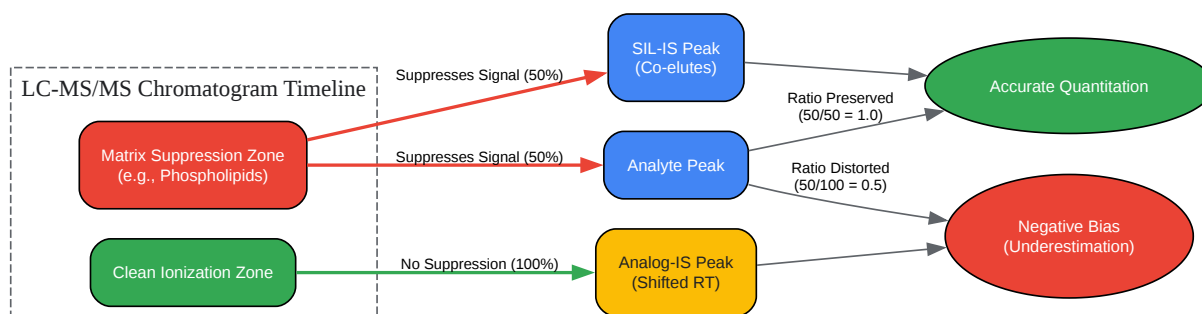 LC-MS/MS Chromatogram Timeline
Matrix Suppression Zone
(e.g., Phospholipids)
Clean Ionization Zone
Suppresses Signal (50%)
Suppresses Signal (50%)
No Suppression (100%)
SIL-IS Peak
(Co-elutes)
Analyte Peak
Analog-IS Peak
(Shifted RT)
Ratio Preserved
(50/50 = 1.0)
Ratio Distorted
(50/100 = 0.5)
Accurate Quantitation
Negative Bias
(Underestimation)